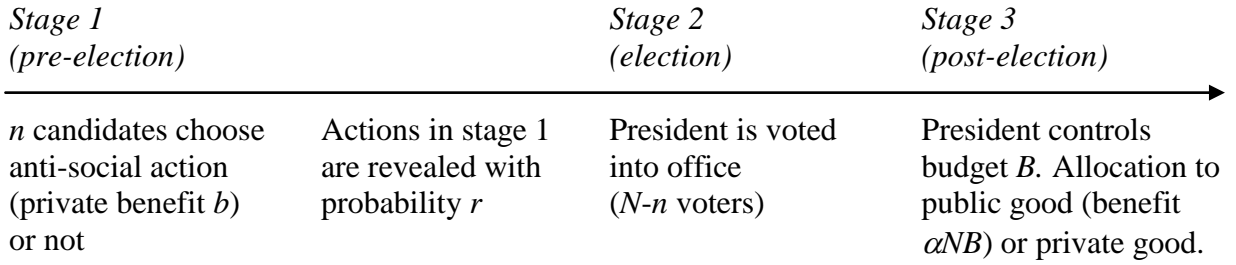 Stage 1
(pre-election)
Stage 2
(election)
Stage 3
(post-election)
n candidates choose
anti-social action
(private benefit b)
or not
Actions in stage 1
are revealed with
probability r
President is voted
into office
(N-n voters)
President controls
budget B. Allocation to
public good (benefit
αNB) or private good.